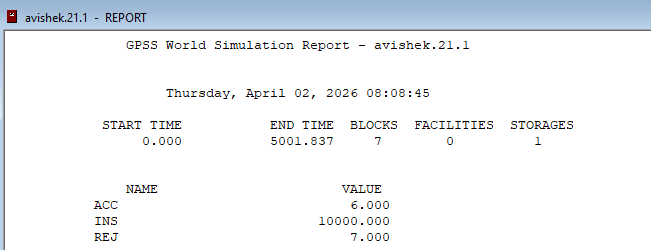 avishek.21.1 - REPORT
GPSS World Simulation Report - avishek.21.1
Thursday, April 02, 2026 08:08:45
START TIME END TIME BLOCKS FACILITIES STORAGES
0.000 5001.837 7 0 1
NAME VALUE
ACC 6.000
INS 10000.000
REJ 7.000